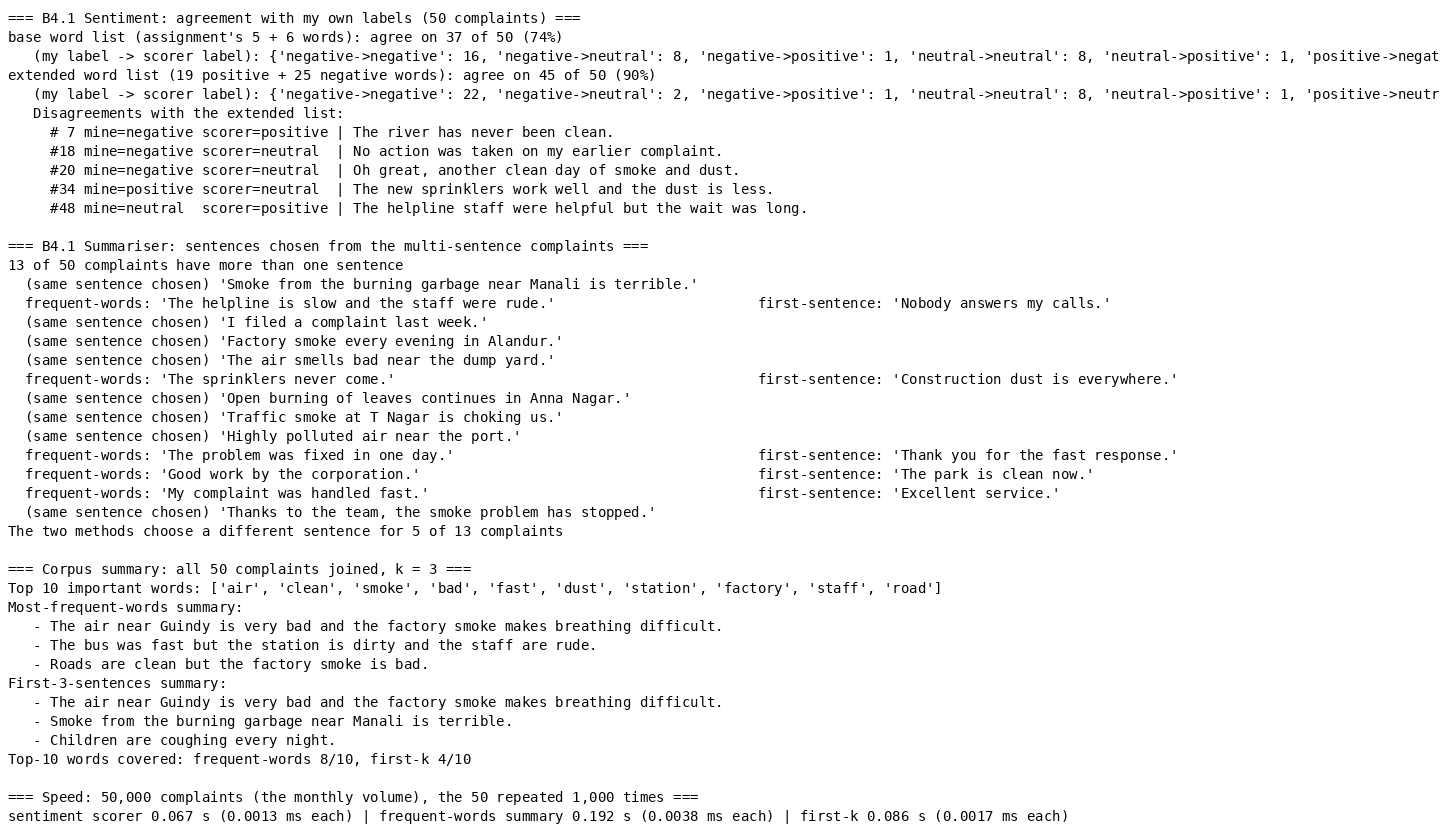 === B4.1 Sentiment: agreement with my own labels (50 complaints) ===
base word list (assignment's 5 + 6 words): agree on 37 of 50 (74%)
   (my label -> scorer label): {'negative->negative': 16, 'negative->neutral': 8, 'negative->positive': 1, 'neutral->neutral': 8, 'neutral->positive': 1, 'positive->negat
extended word list (19 positive + 25 negative words): agree on 45 of 50 (90%)
   (my label -> scorer label): {'negative->negative': 22, 'negative->neutral': 2, 'negative->positive': 1, 'neutral->neutral': 8, 'neutral->positive': 1, 'positive->neutr
   Disagreements with the extended list:
     # 7 mine=negative scorer=positive | The river has never been clean.
     #18 mine=negative scorer=neutral  | No action was taken on my earlier complaint.
     #20 mine=negative scorer=neutral  | Oh great, another clean day of smoke and dust.
     #34 mine=positive scorer=neutral  | The new sprinklers work well and the dust is less.
     #48 mine=neutral  scorer=positive | The helpline staff were helpful but the wait was long.

=== B4.1 Summariser: sentences chosen from the multi-sentence complaints ===
13 of 50 complaints have more than one sentence
  (same sentence chosen) 'Smoke from the burning garbage near Manali is terrible.'
  frequent-words: 'The helpline is slow and the staff were rude.'                        first-sentence: 'Nobody answers my calls.'
  (same sentence chosen) 'I filed a complaint last week.'
  (same sentence chosen) 'Factory smoke every evening in Alandur.'
  (same sentence chosen) 'The air smells bad near the dump yard.'
  frequent-words: 'The sprinklers never come.'                                           first-sentence: 'Construction dust is everywhere.'
  (same sentence chosen) 'Open burning of leaves continues in Anna Nagar.'
  (same sentence chosen) 'Traffic smoke at T Nagar is choking us.'
  (same sentence chosen) 'Highly polluted air near the port.'
  frequent-words: 'The problem was fixed in one day.'                                    first-sentence: 'Thank you for the fast response.'
  frequent-words: 'Good work by the corporation.'                                        first-sentence: 'The park is clean now.'
  frequent-words: 'My complaint was handled fast.'                                       first-sentence: 'Excellent service.'
  (same sentence chosen) 'Thanks to the team, the smoke problem has stopped.'
The two methods choose a different sentence for 5 of 13 complaints

=== Corpus summary: all 50 complaints joined, k = 3 ===
Top 10 important words: ['air', 'clean', 'smoke', 'bad', 'fast', 'dust', 'station', 'factory', 'staff', 'road']
Most-frequent-words summary:
   - The air near Guindy is very bad and the factory smoke makes breathing difficult.
   - The bus was fast but the station is dirty and the staff are rude.
   - Roads are clean but the factory smoke is bad.
First-3-sentences summary:
   - The air near Guindy is very bad and the factory smoke makes breathing difficult.
   - Smoke from the burning garbage near Manali is terrible.
   - Children are coughing every night.
Top-10 words covered: frequent-words 8/10, first-k 4/10

=== Speed: 50,000 complaints (the monthly volume), the 50 repeated 1,000 times ===
sentiment scorer 0.067 s (0.0013 ms each) | frequent-words summary 0.192 s (0.0038 ms each) | first-k 0.086 s (0.0017 ms each)